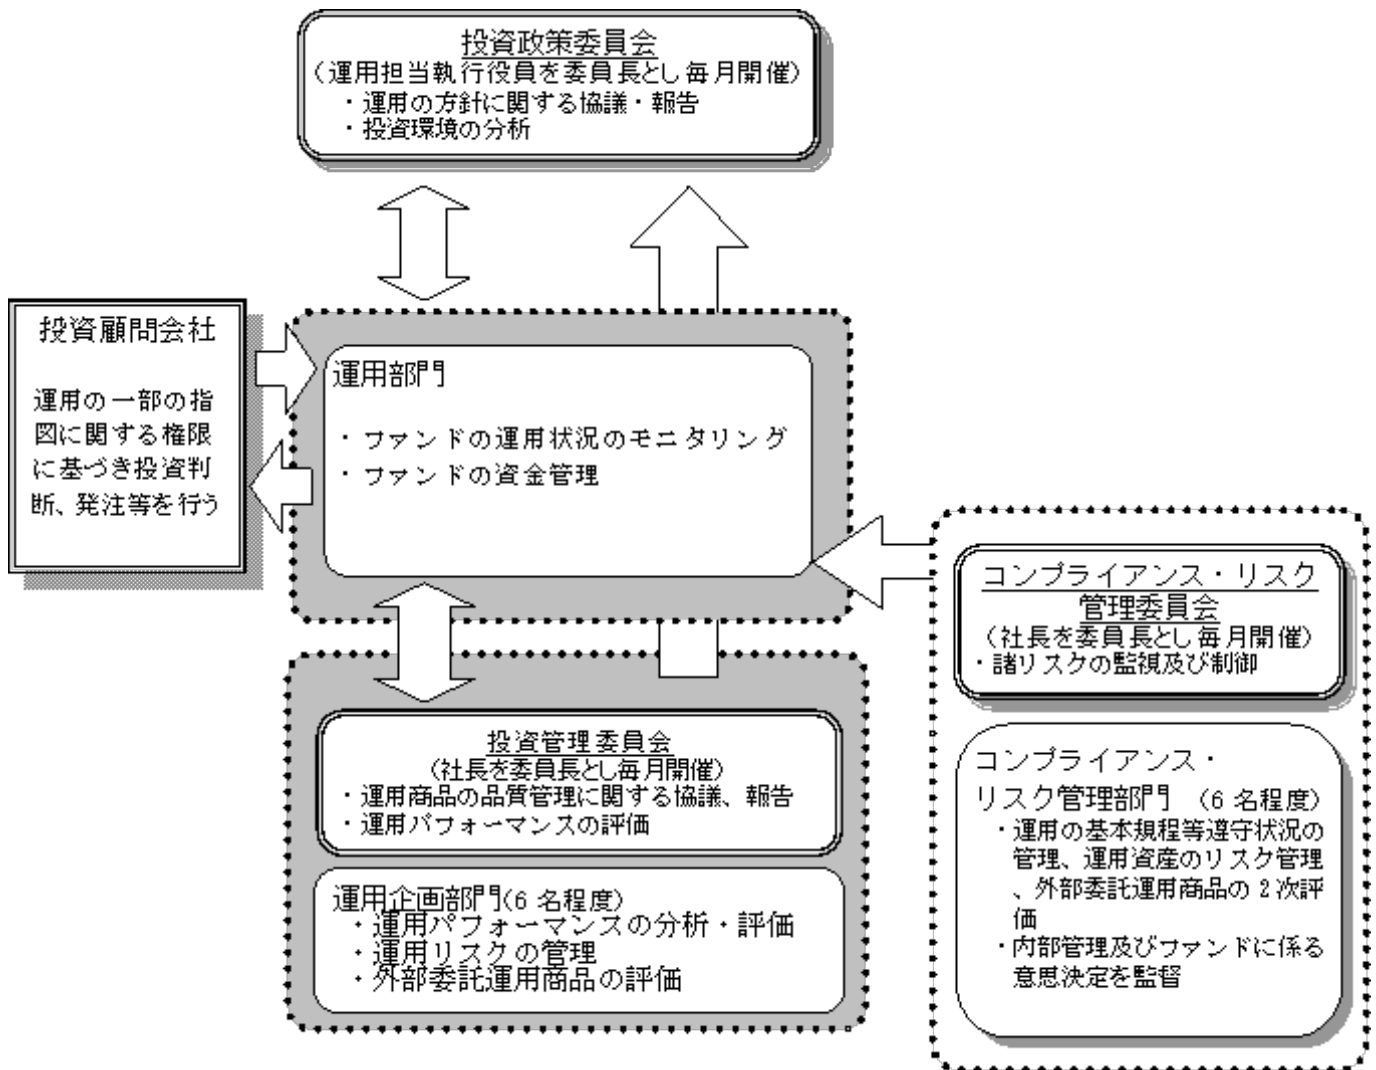 投資政策委員会
（運用担当執行役員を委員長とし毎月開催）
・運用の方針に関する協議・報告
・投資環境の分析
投資顧問会社
運用の一部の指
図に関する権限
に基づき投資判
断、発注等を行う
運用部門
・ファンドの運用状況のモニタリング
・ファンドの資金管理
コンプライアンス・リスク
管理委員会
（社長を委員長とし毎月開催）
・諸リスクの監視及び制御
投資管理委員会
（社長を委員長とし毎月開催）
・運用商品の品質管理に関する協議、報告
・運用パフォーマンスの評価
運用企画部門（6 名程度）
・運用パフォーマンスの分析・評価
・運用リスクの管理
・外部委託運用商品の評価
コンプライアンス・
リスク管理部門 （6 名程度）
・運用の基本規程等遵守状況の
管理、運用資産のリスク管理
、外部委託運用商品の 2 次評
価
・内部管理及びファンドに係る
意思決定を監督